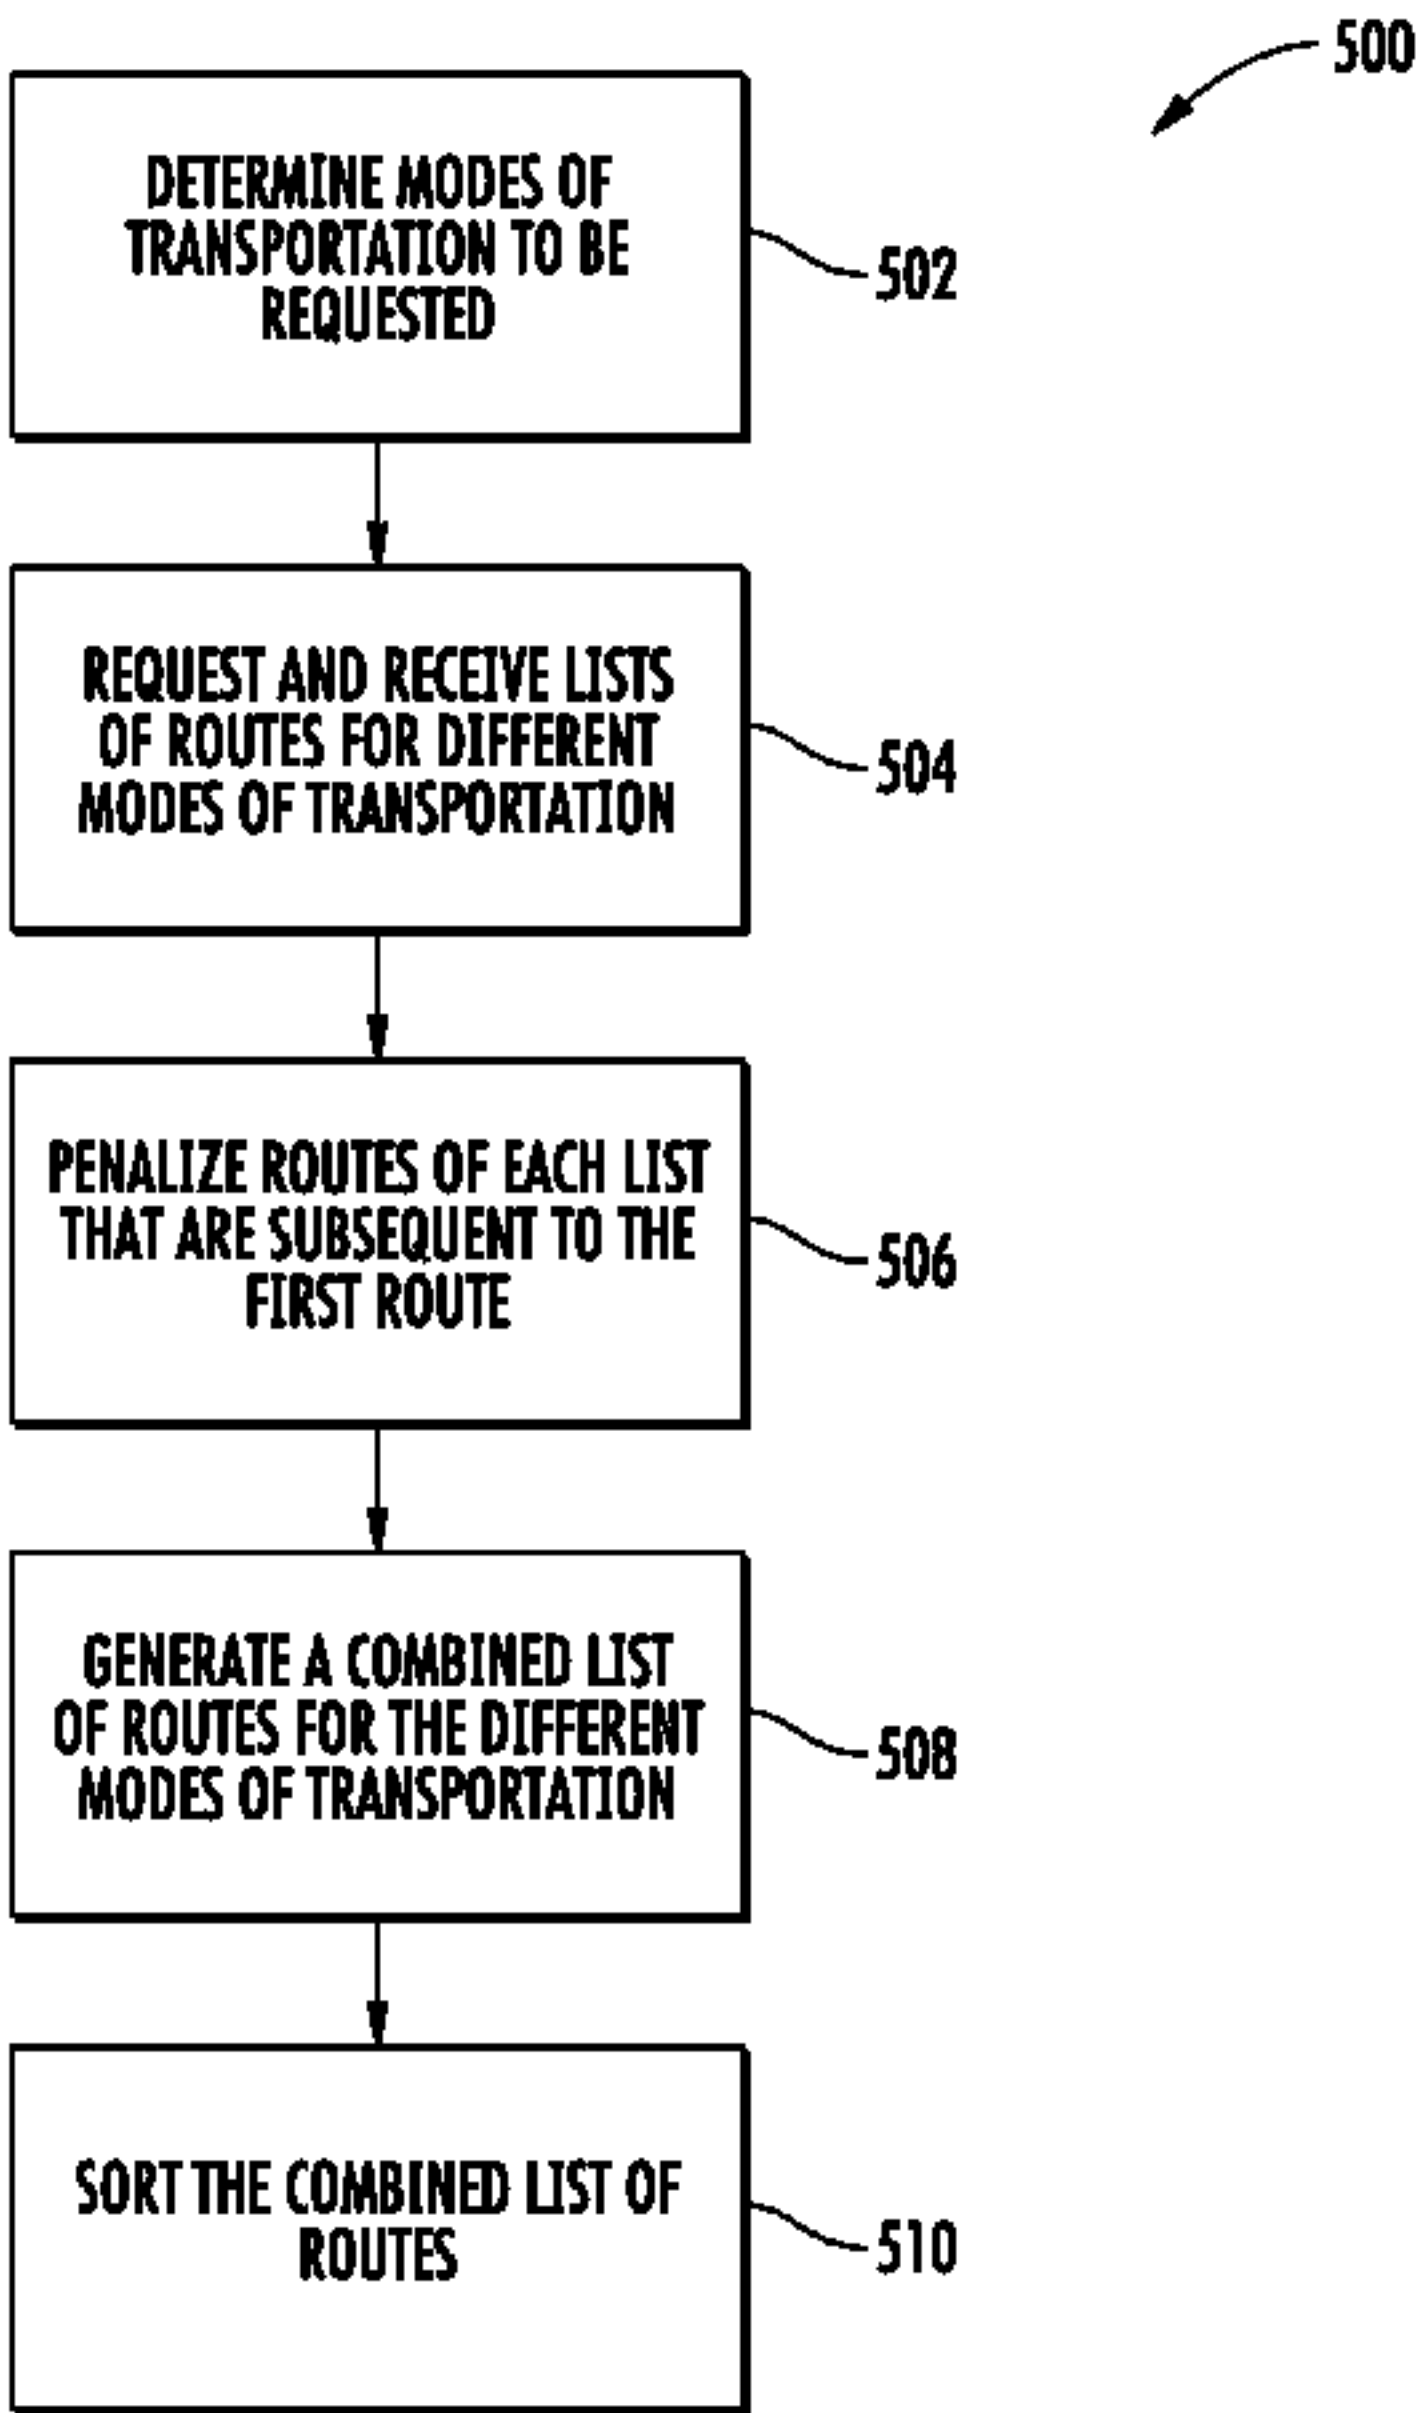 500
DETERMINE MODES OF
TRANSPORTATION TO BE
REQUESTED
502
REQUEST AND RECEIVE LISTS
OF ROUTES FOR DIFFERENT
MODES OF TRANSPORTATION
504
PENALIZE ROUTES OF EACH LIST
THAT ARE SUBSEQUENT TO THE
FIRST ROUTE
506
GENERATE A COMBINED LIST
OF ROUTES FOR THE DIFFERENT
MODES OF TRANSPORTATION
508
SORT THE COMBINED LIST OF
ROUTES
510